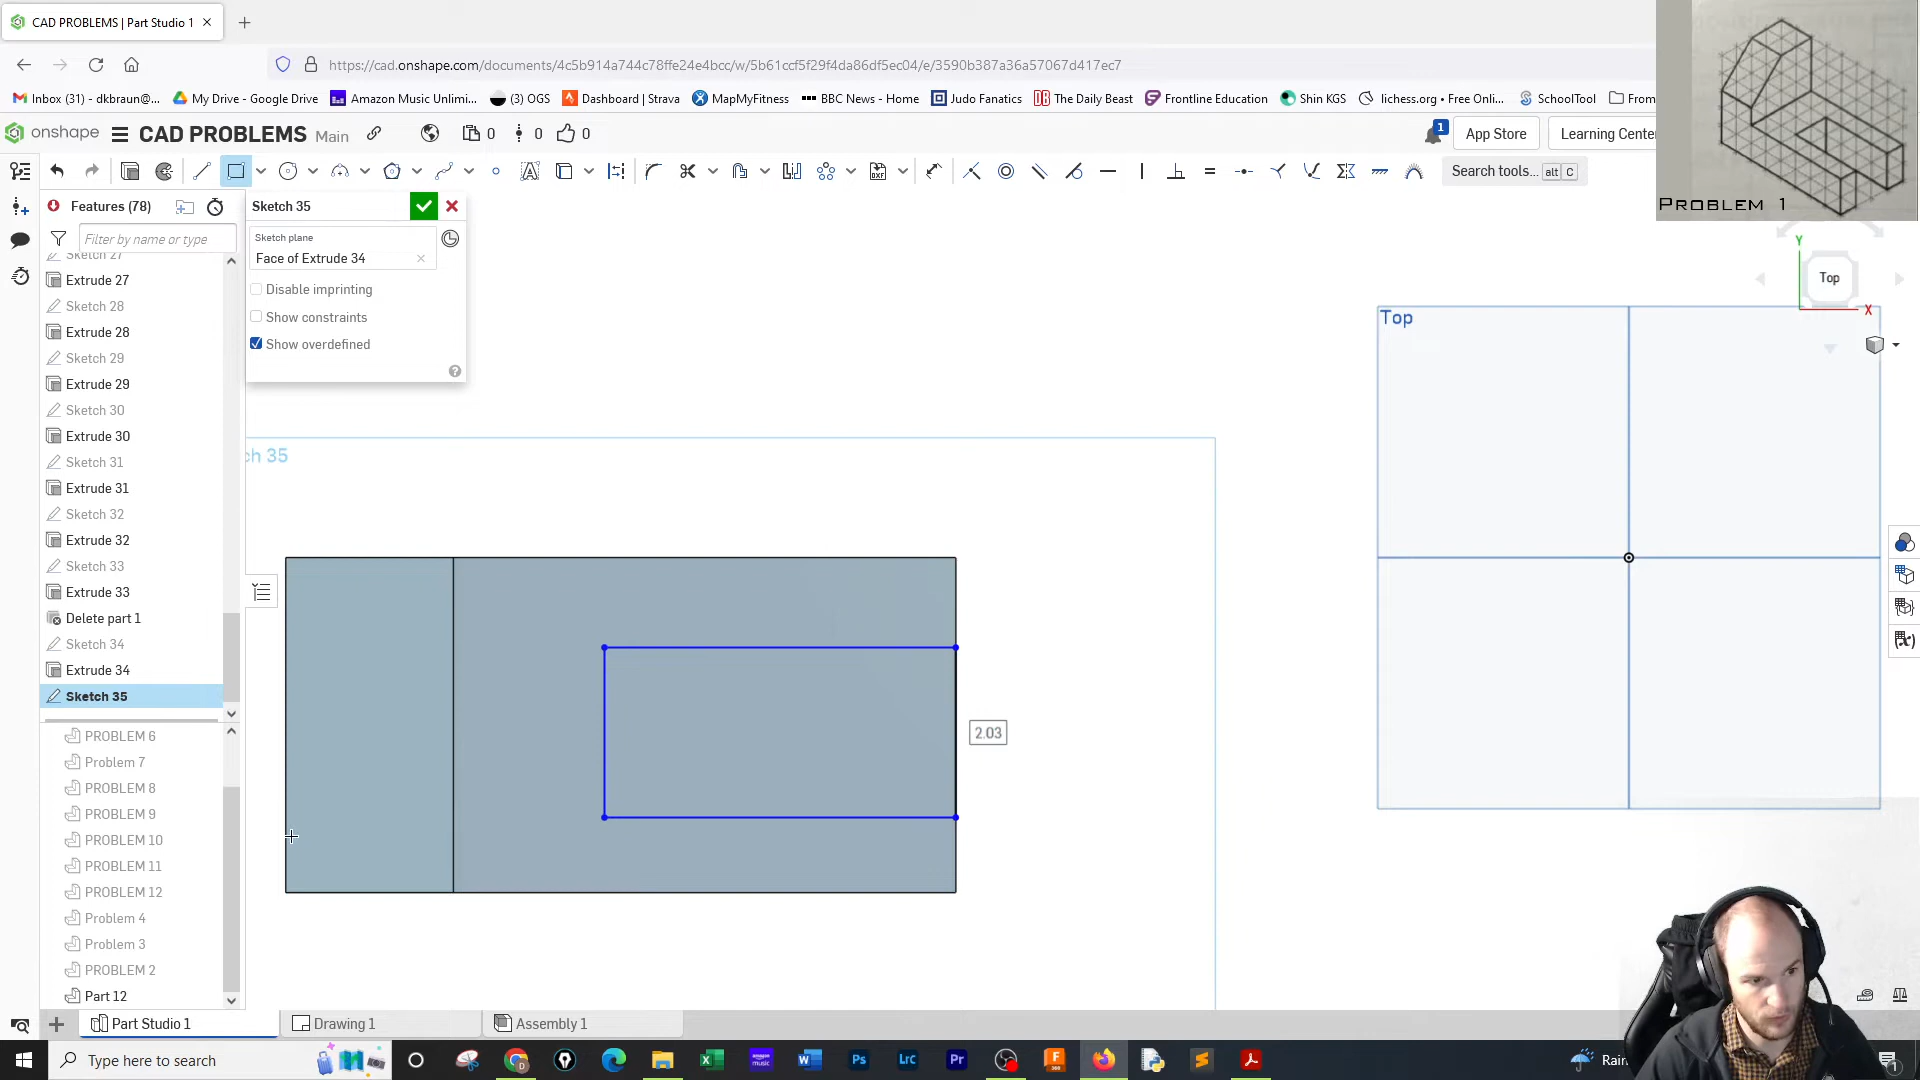 CAD PROBLEMS | Part Studio 1
https://cad.onshape.com/documents/4c5b914a744c78ffe24e4bcc/w/5b61ccf5f29f4da86df5ec04/e/3590b387a36a57067d417ec7
Inbox (31) - dkbraun@...
My Drive - Google Drive
Amazon Music Unlimi...
(3) OGS
Dashboard | Strava
MapMyFitness
BBC News - Home
Judo Fanatics
The Daily Beast
Frontline Education
Shin KGS
lichess.org • Free Onli...
SchoolTool
From
onshape
CAD PROBLEMS Main
0
0
0
1
App Store
Learning Cente
Search tools... alt C
PROBLEM 1
Features (78)
Filter by name or type
Sketch 27
Extrude 27
Sketch 28
Extrude 28
Sketch 29
Extrude 29
Sketch 30
Extrude 30
Sketch 31
Extrude 31
Sketch 32
Extrude 32
Sketch 33
Extrude 33
Delete part 1
Sketch 34
Extrude 34
Sketch 35
PROBLEM 6
Problem 7
PROBLEM 8
PROBLEM 9
PROBLEM 10
PROBLEM 11
PROBLEM 12
Problem 4
Problem 3
PROBLEM 2
Part 12
Sketch 35
Sketch plane
Face of Extrude 34
Disable imprinting
Show constraints
Show overdefined
ch 35
2.03
Top
Y
Top
X
Part Studio 1
Drawing 1
Assembly 1
Type here to search
Rain
1